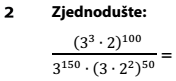 2 Zjednodušte:
(3³ · 2)¹⁰⁰
3¹⁵⁰ · (3 · 2²)⁵⁰ =